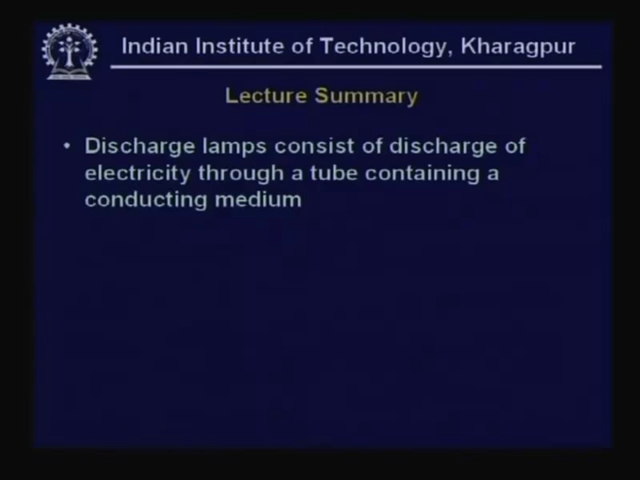 Indian Institute of Technology, Kharagpur
Lecture Summary
• Discharge lamps consist of discharge of
electricity through a tube containing a
conducting medium